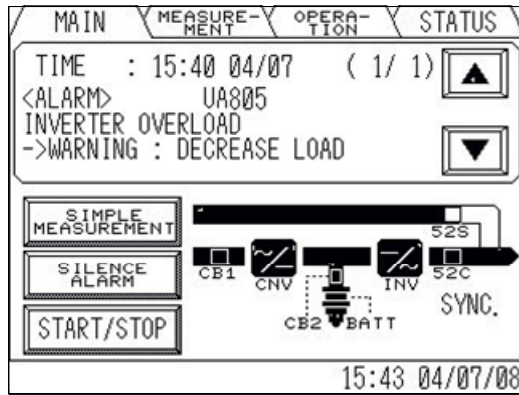 MAIN
MEASURE-
MENT
OPERA-
TION
STATUS
TIME : 15:40 04/07 ( 1/ 1)
<ALARM> UA805
INVERTER OVERLOAD
->WARNING : DECREASE LOAD
SIMPLE
MEASUREMENT
52S
SILENCE
ALARM
CB1
CNV
INV
52C
SYNC.
START/STOP
CB2
BATT
15:43 04/07/08